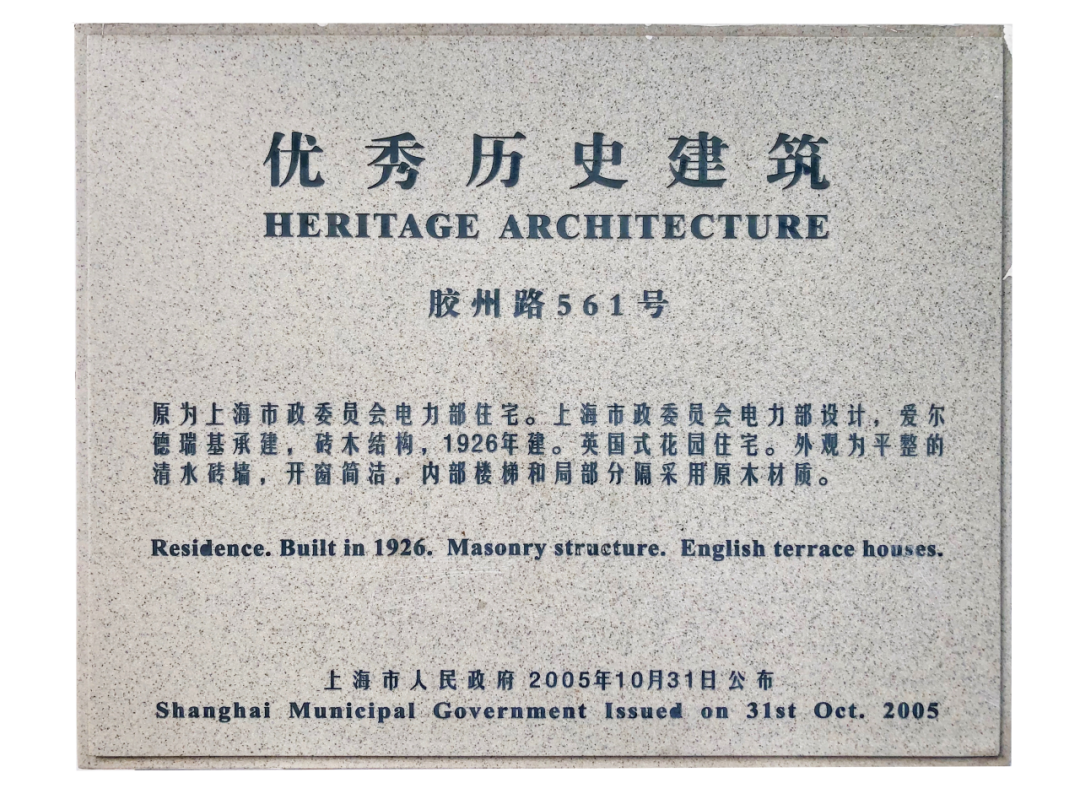 优秀历史建筑
HERITAGE ARCHITECTURE
胶州路561号
原为上海市政委员会电力部住宅。上海市政委员会电力部设计，爱尔
德瑞基承建，砖木结构，1926年建。英国式花园住宅。外观为平整的
清水砖墙，开窗简洁，内部楼梯和局部分隔采用原木材质。
Residence. Built in 1926. Masonry structure. English terrace houses.
上海市人民政府 2005年10月31日公布
Shanghai Municipal Government Issued on 31st Oct. 2005